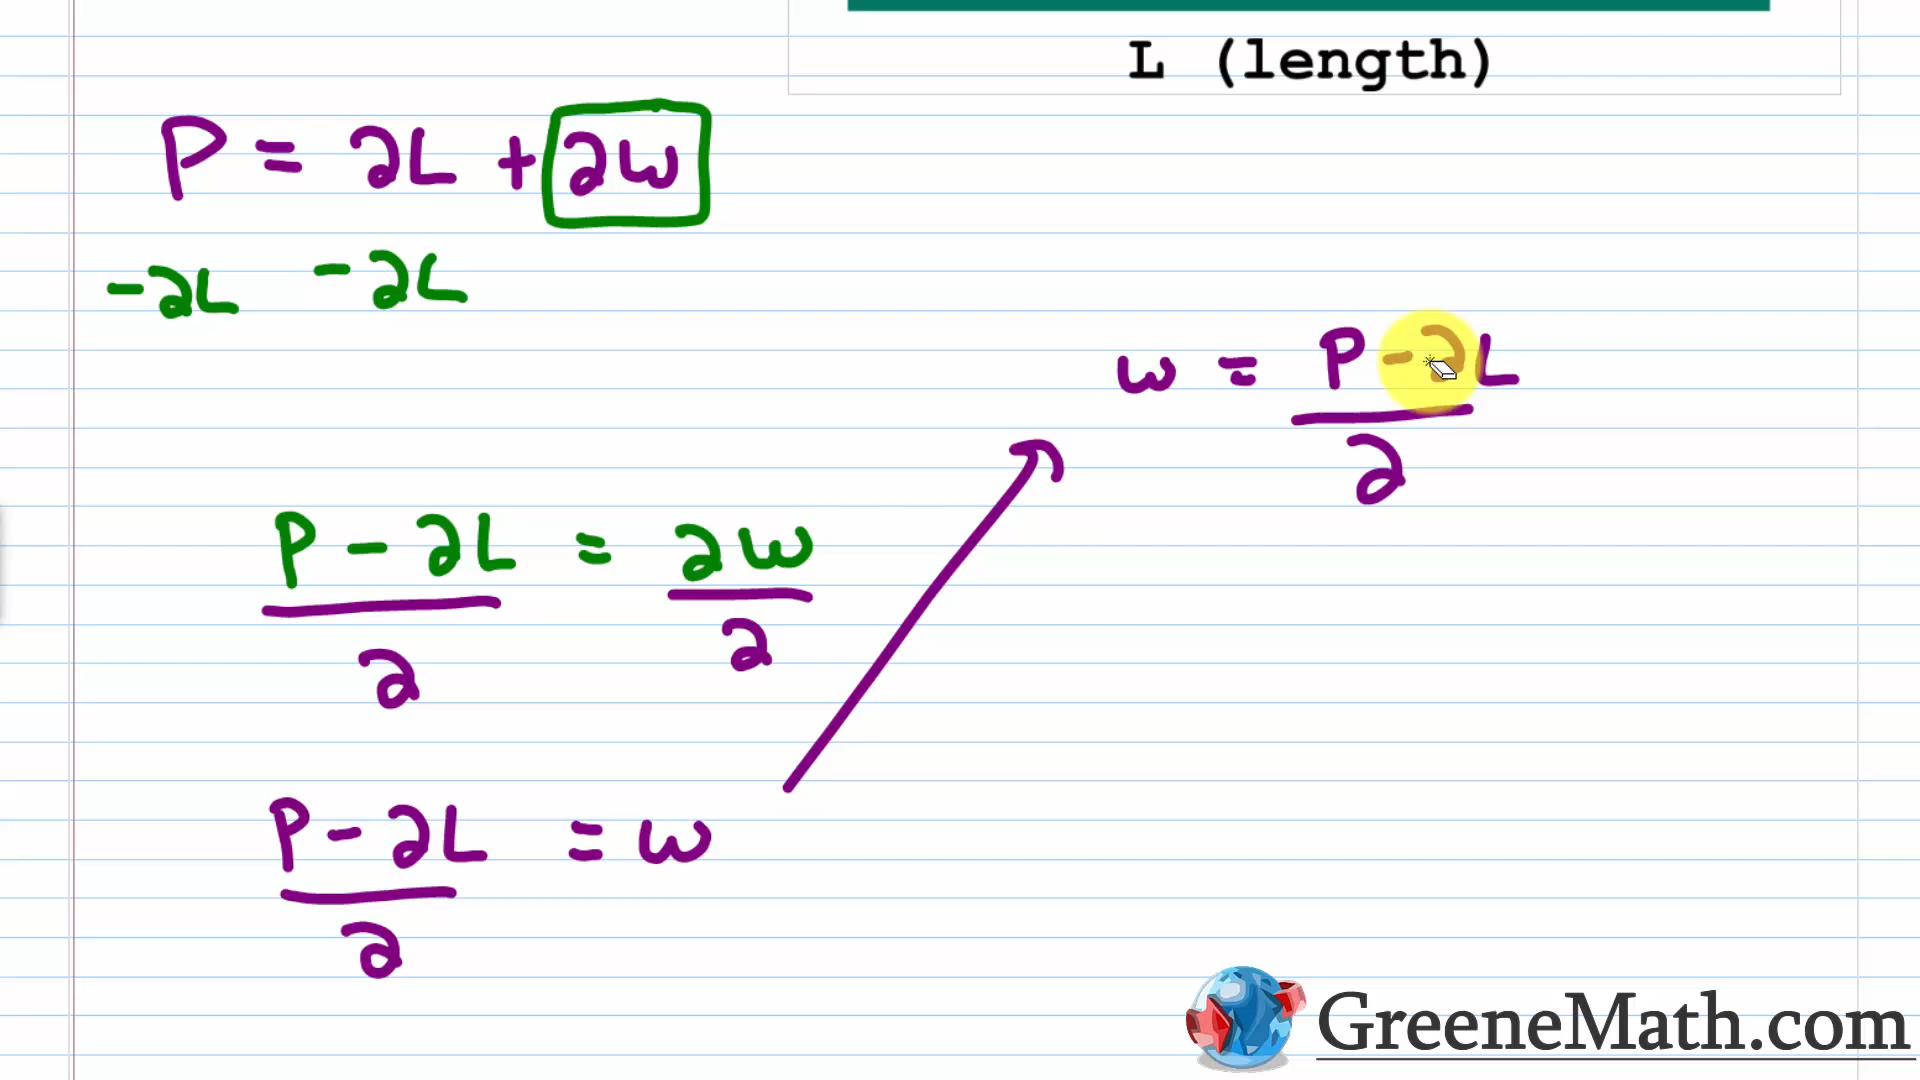 L (length)
P = 2L + 2W
-2L -2L
P - 2L = 2W
2 2
P - 2L = W
2
W = P - 2L
2
GreeneMath.com